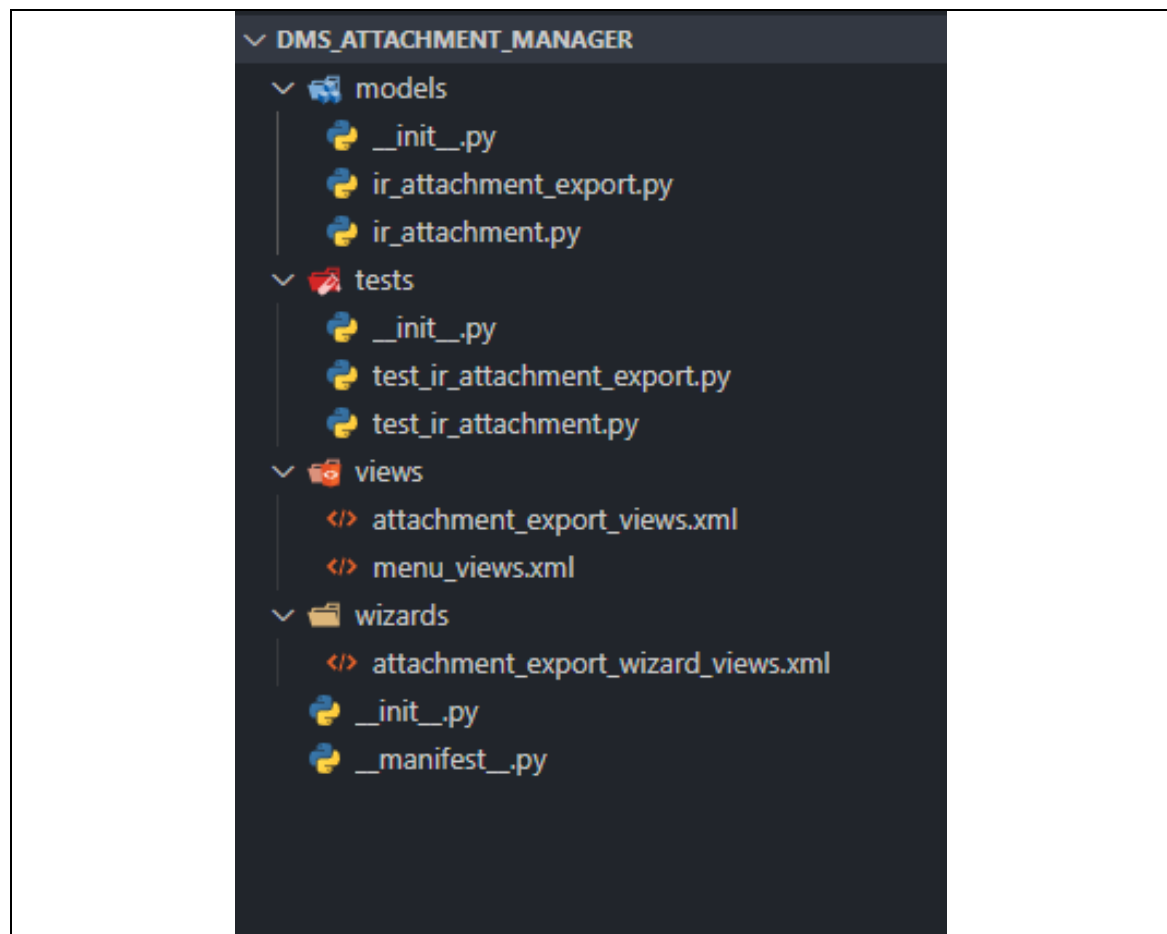 DMS_ATTACHMENT_MANAGER
models
__init__.py
ir_attachment_export.py
ir_attachment.py
tests
__init__.py
test_ir_attachment_export.py
test_ir_attachment.py
views
attachment_export_views.xml
menu_views.xml
wizards
attachment_export_wizard_views.xml
__init__.py
__manifest__.py